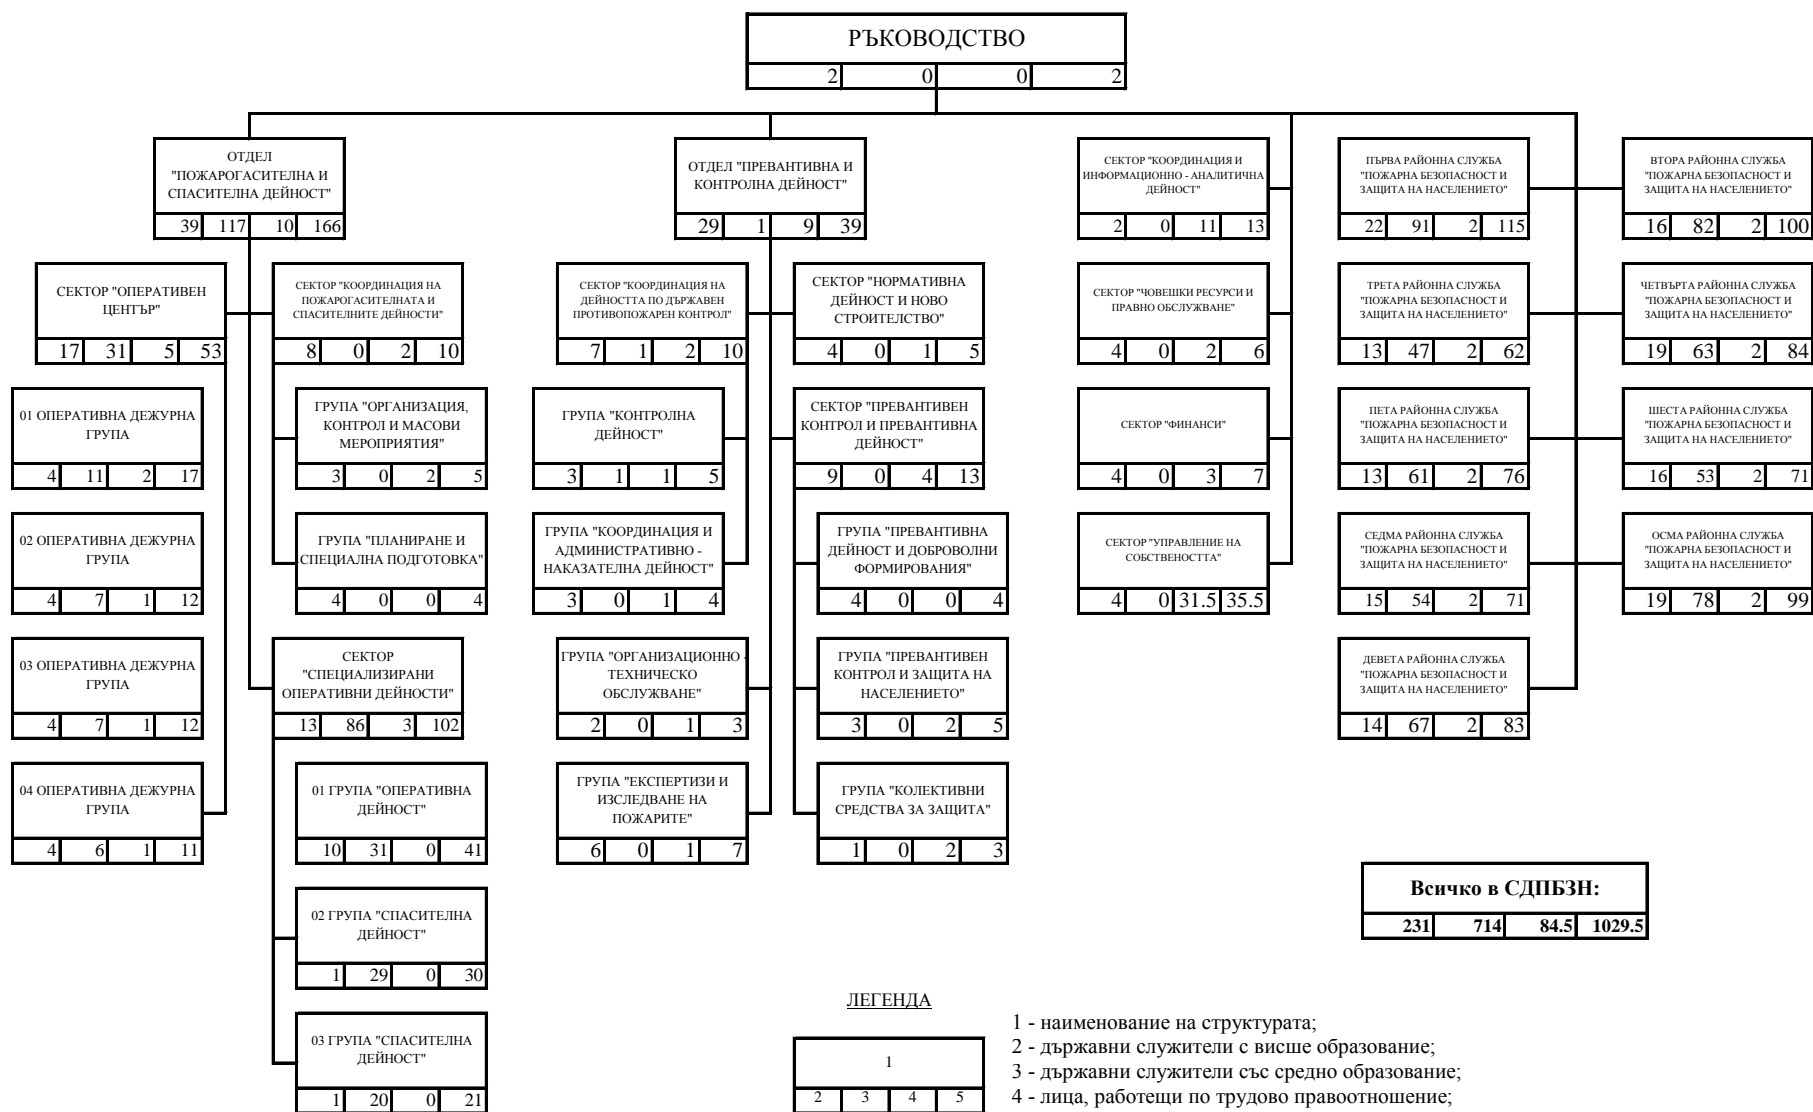 РЪКОВОДСТВО
2 0 0 2
ОТДЕЛ
"ПОЖАРОГАСИТЕЛНА И
СПАСИТЕЛНА ДЕЙНОСТ"
39 117 10 166
ОТДЕЛ "ПРЕВАНТИВНА И
КОНТРОЛНА ДЕЙНОСТ"
29 1 9 39
СЕКТОР "КООРДИНАЦИЯ И
ИНФОРМАЦИОННО - АНАЛИТИЧНА
ДЕЙНОСТ"
2 0 11 13
ПЪРВА РАЙОННА СЛУЖБА
"ПОЖАРНА БЕЗОПАСНОСТ И
ЗАЩИТА НА НАСЕЛЕНИЕТО"
22 91 2 115
ВТОРА РАЙОННА СЛУЖБА
"ПОЖАРНА БЕЗОПАСНОСТ И
ЗАЩИТА НА НАСЕЛЕНИЕТО"
16 82 2 100
СЕКТОР "ОПЕРАТИВЕН
ЦЕНТЪР"
17 31 5 53
СЕКТОР "КООРДИНАЦИЯ НА
ПОЖАРОГАСИТЕЛНАТА И
СПАСИТЕЛНИТЕ ДЕЙНОСТИ"
8 0 2 10
СЕКТОР "КООРДИНАЦИЯ НА
ДЕЙНОСТТА ПО ДЪРЖАВЕН
ПРОТИВОПОЖАРЕН КОНТРОЛ"
7 1 2 10
СЕКТОР "НОРМАТИВНА
ДЕЙНОСТ И НОВО
СТРОИТЕЛСТВО"
4 0 1 5
СЕКТОР "ЧОВЕШКИ РЕСУРСИ И
ПРАВНО ОБСЛУЖВАНЕ"
4 0 2 6
ТРЕТА РАЙОННА СЛУЖБА
"ПОЖАРНА БЕЗОПАСНОСТ И
ЗАЩИТА НА НАСЕЛЕНИЕТО"
13 47 2 62
ЧЕТВЪРТА РАЙОННА СЛУЖБА
"ПОЖАРНА БЕЗОПАСНОСТ И
ЗАЩИТА НА НАСЕЛЕНИЕТО"
19 63 2 84
01 ОПЕРАТИВНА ДЕЖУРНА
ГРУПА
4 11 2 17
ГРУПА "ОРГАНИЗАЦИЯ,
КОНТРОЛ И МАСОВИ
МЕРОПРИЯТИЯ"
3 0 2 5
ГРУПА "КОНТРОЛНА
ДЕЙНОСТ"
3 1 1 5
СЕКТОР "ПРЕВАНТИВЕН
КОНТРОЛ И ПРЕВАНТИВНА
ДЕЙНОСТ"
9 0 4 13
СЕКТОР "ФИНАНСИ"
4 0 3 7
ПЕТА РАЙОННА СЛУЖБА
"ПОЖАРНА БЕЗОПАСНОСТ И
ЗАЩИТА НА НАСЕЛЕНИЕТО"
13 61 2 76
ШЕСТА РАЙОННА СЛУЖБА
"ПОЖАРНА БЕЗОПАСНОСТ И
ЗАЩИТА НА НАСЕЛЕНИЕТО"
16 53 2 71
02 ОПЕРАТИВНА ДЕЖУРНА
ГРУПА
4 7 1 12
ГРУПА "ПЛАНИРАНЕ И
СПЕЦИАЛНА ПОДГОТОВКА"
4 0 0 4
ГРУПА "КООРДИНАЦИЯ И
АДМИНИСТРАТИВНО -
НАКАЗАТЕЛНА ДЕЙНОСТ"
3 0 1 4
ГРУПА "ПРЕВАНТИВНА
ДЕЙНОСТ И ДОБРОВОЛНИ
ФОРМИРОВАНИЯ"
4 0 0 4
СЕКТОР "УПРАВЛЕНИЕ НА
СОБСТВЕНОСТТА"
4 0 31.5 35.5
СЕДМА РАЙОННА СЛУЖБА
"ПОЖАРНА БЕЗОПАСНОСТ И
ЗАЩИТА НА НАСЕЛЕНИЕТО"
15 54 2 71
ОСМА РАЙОННА СЛУЖБА
"ПОЖАРНА БЕЗОПАСНОСТ И
ЗАЩИТА НА НАСЕЛЕНИЕТО"
19 78 2 99
03 ОПЕРАТИВНА ДЕЖУРНА
ГРУПА
4 7 1 12
СЕКТОР
"СПЕЦИАЛИЗИРАНИ
ОПЕРАТИВНИ ДЕЙНОСТИ"
13 86 3 102
ГРУПА "ОРГАНИЗАЦИОННО -
ТЕХНИЧЕСКО
ОБСЛУЖВАНЕ"
2 0 1 3
ГРУПА "ПРЕВАНТИВЕН
КОНТРОЛ И ЗАЩИТА НА
НАСЕЛЕНИЕТО"
3 0 2 5
ДЕВЕТА РАЙОННА СЛУЖБА
"ПОЖАРНА БЕЗОПАСНОСТ И
ЗАЩИТА НА НАСЕЛЕНИЕТО"
14 67 2 83
04 ОПЕРАТИВНА ДЕЖУРНА
ГРУПА
4 6 1 11
01 ГРУПА "ОПЕРАТИВНА
ДЕЙНОСТ"
10 31 0 41
ГРУПА "ЕКСПЕРТИЗИ И
ИЗСЛЕДВАНЕ НА
ПОЖАРИТЕ"
6 0 1 7
ГРУПА "КОЛЕКТИВНИ
СРЕДСТВА ЗА ЗАЩИТА"
1 0 2 3
Всичко в СДПБЗН:
231 714 84.5 1029.5
02 ГРУПА "СПАСИТЕЛНА
ДЕЙНОСТ"
1 29 0 30
03 ГРУПА "СПАСИТЕЛНА
ДЕЙНОСТ"
1 20 0 21
ЛЕГЕНДА
1
2 3 4 5
1 - наименование на структурата;
2 - държавни служители с висше образование;
3 - държавни служители със средно образование;
4 - лица, работещи по трудово правоотношение;